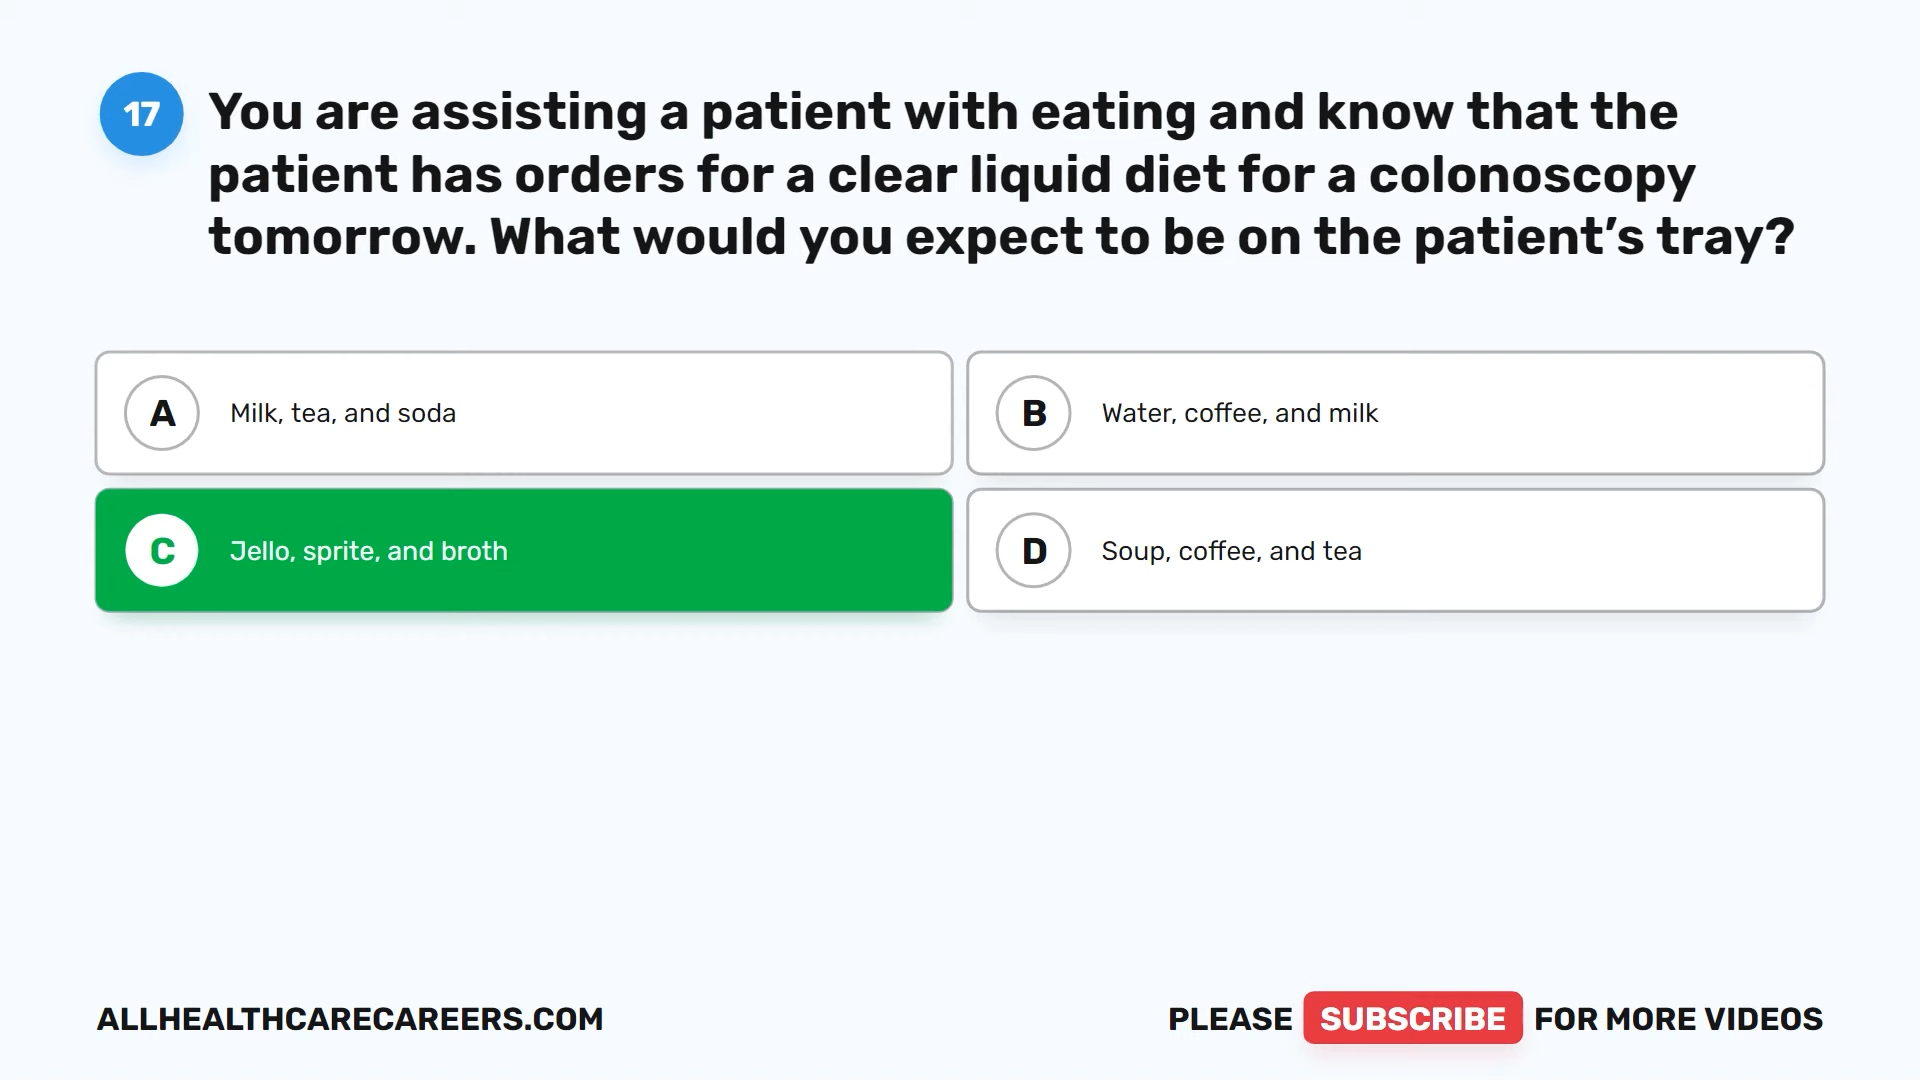 17
You are assisting a patient with eating and know that the
patient has orders for a clear liquid diet for a colonoscopy
tomorrow. What would you expect to be on the patient’s tray?
A Milk, tea, and soda
B Water, coffee, and milk
C Jello, sprite, and broth
D Soup, coffee, and tea
ALLHEALTHCARECAREERS.COM
PLEASE SUBSCRIBE FOR MORE VIDEOS